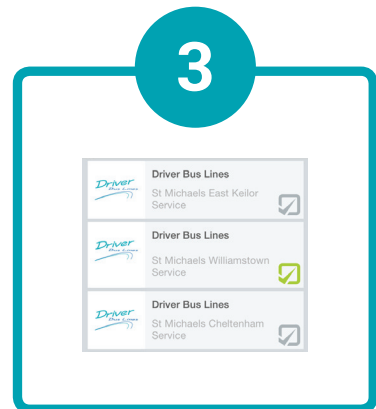 3
Driver
Bus Lines
Driver Bus Lines
St Michaels East Keilor
Service
Driver
Bus Lines
Driver Bus Lines
St Michaels Williamstown
Service
Driver
Bus Lines
Driver Bus Lines
St Michaels Cheltenham
Service